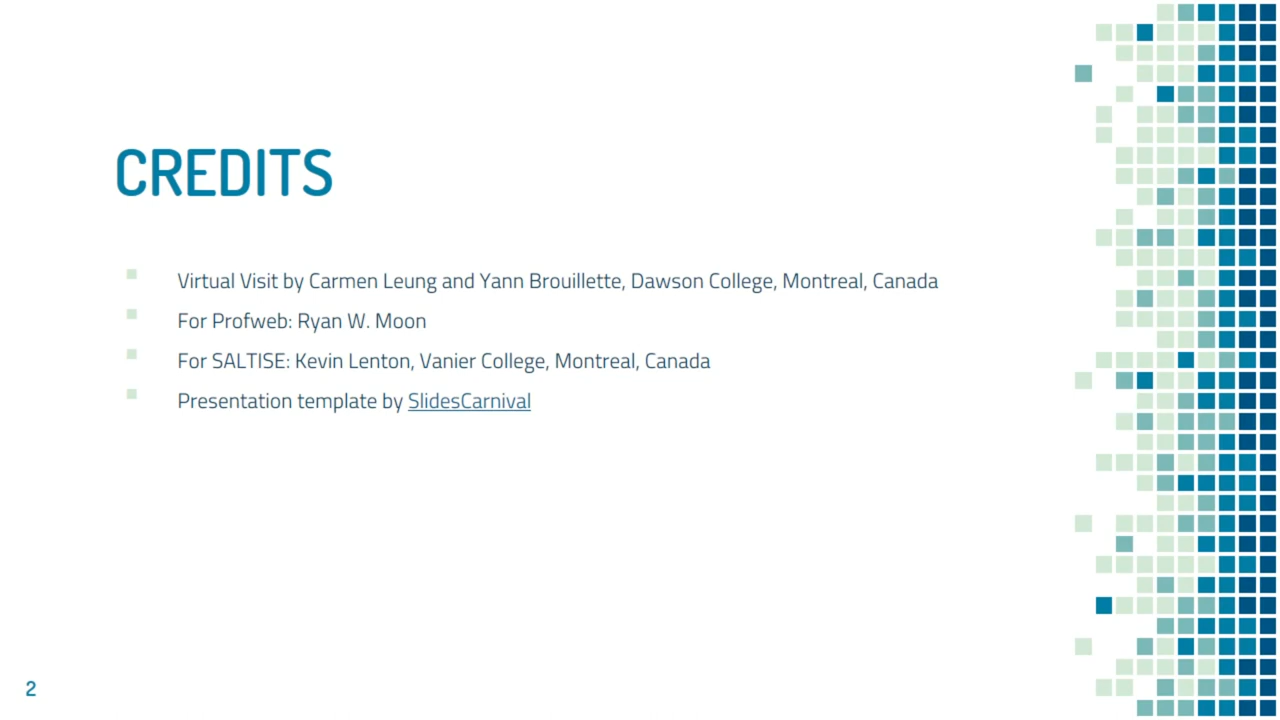 CREDITS
Virtual Visit by Carmen Leung and Yann Brouillette, Dawson College, Montreal, Canada
For Profweb: Ryan W. Moon
For SALTISE: Kevin Lenton, Vanier College, Montreal, Canada
Presentation template by SlidesCarnival
2